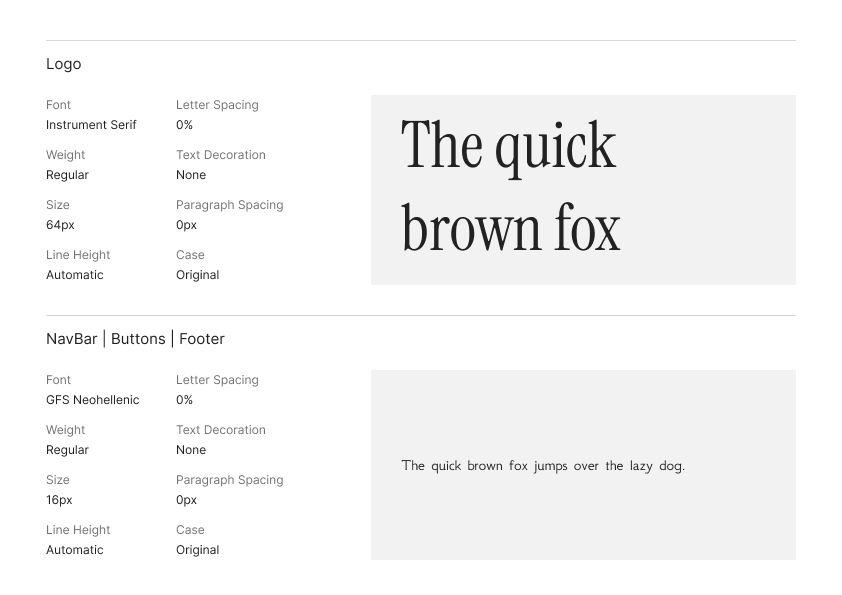 Logo
Font
Letter Spacing
Instrument Serif
0%
Weight
Text Decoration
Regular
None
Size
Paragraph Spacing
64px
0px
Line Height
Case
Automatic
Original
The quick
brown fox
NavBar | Buttons | Footer
Font
Letter Spacing
GFS Neohellenic
0%
Weight
Text Decoration
Regular
None
Size
Paragraph Spacing
16px
0px
Line Height
Case
Automatic
Original
The quick brown fox jumps over the lazy dog.